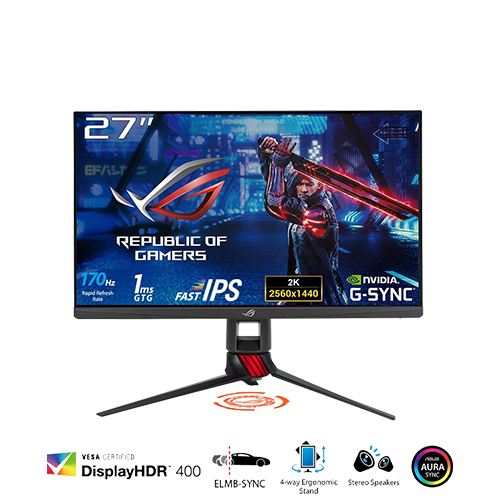 27"
REPUBLIC OF
GAMERS
170Hz
Rapid Refresh
Rate
1ms
GTG
FAST IPS
2K
2560x1440
NVIDIA.
G-SYNC
VESA CERTIFIED
DisplayHDR™ 400
ELMB-SYNC
4-way Ergonomic
Stand
Stereo Speakers
ASUS
AURA
SYNC